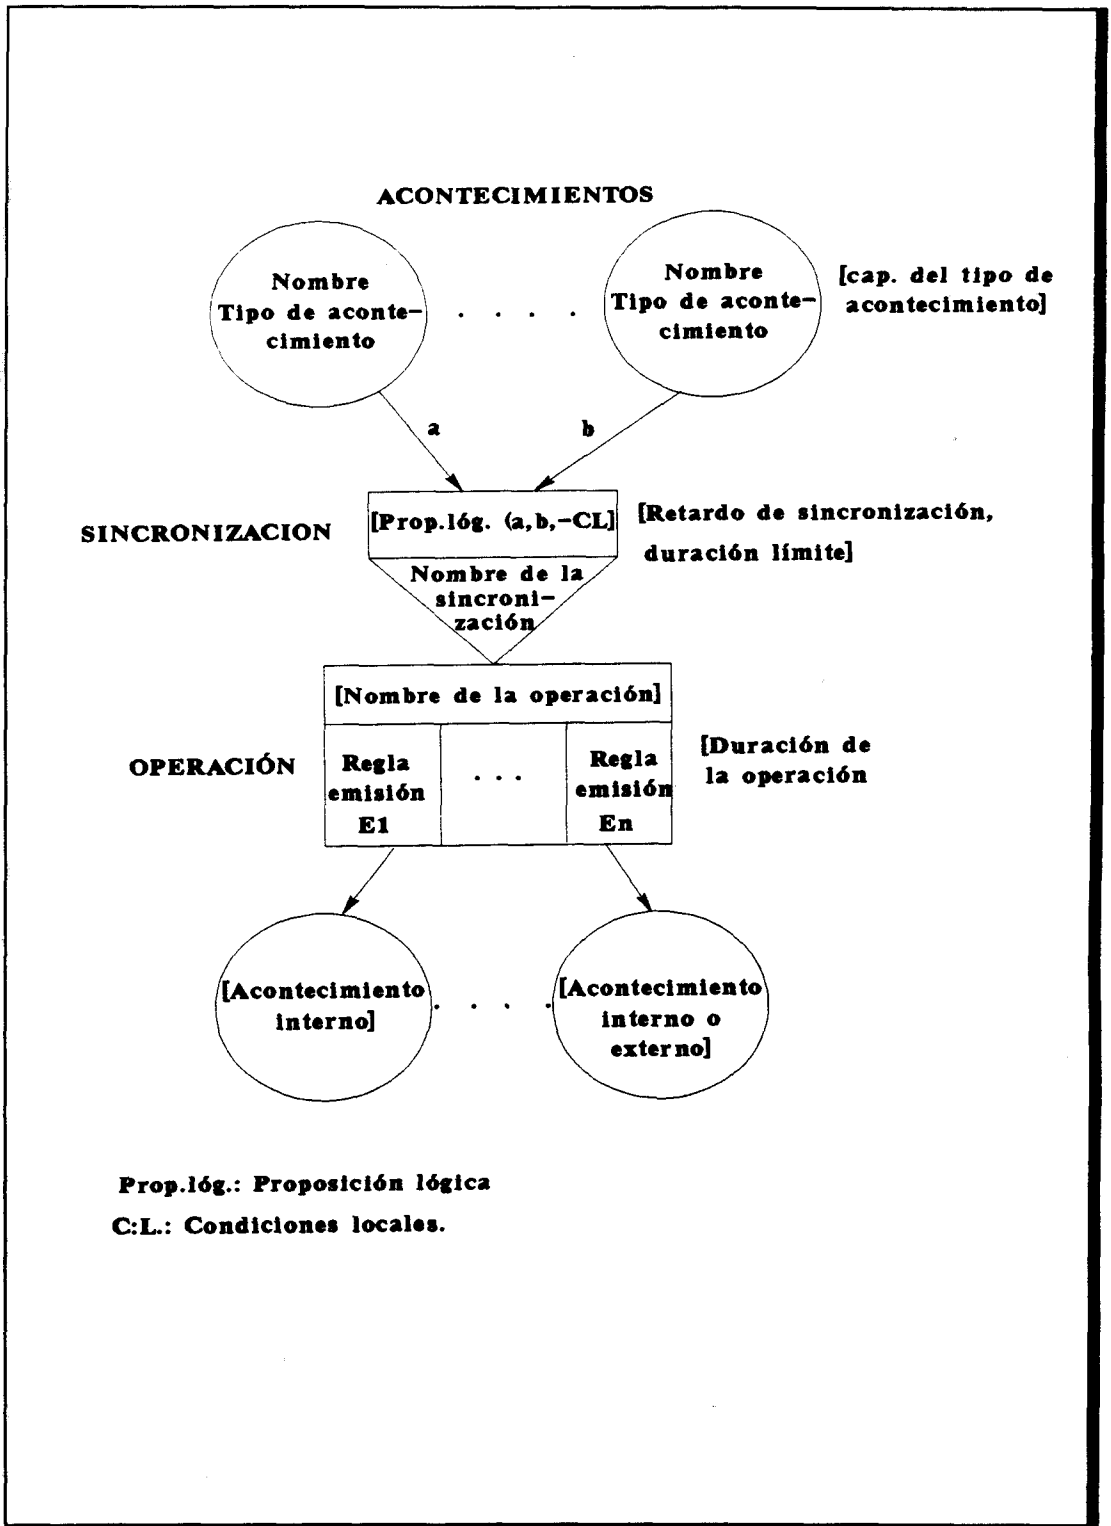 ACONTECIMIENTOS
Nombre
Tipo de aconte-
cimiento
. . . .
Nombre
Tipo de aconte-
cimiento
[cap. del tipo de
acontecimiento]
a
b
SINCRONIZACION
[Prop.lóg. (a,b,-CL]
[Retardo de sincronización,
duración límite]
Nombre de la
sincroni-
zación
[Nombre de la operación]
OPERACIÓN
Regla
emisión
E1
. . .
Regla
emisión
En
[Duración de
la operación
[Acontecimiento
interno]
. . . .
[Acontecimiento
interno o
externo]
Prop.lóg.: Proposición lógica
C:L.: Condiciones locales.